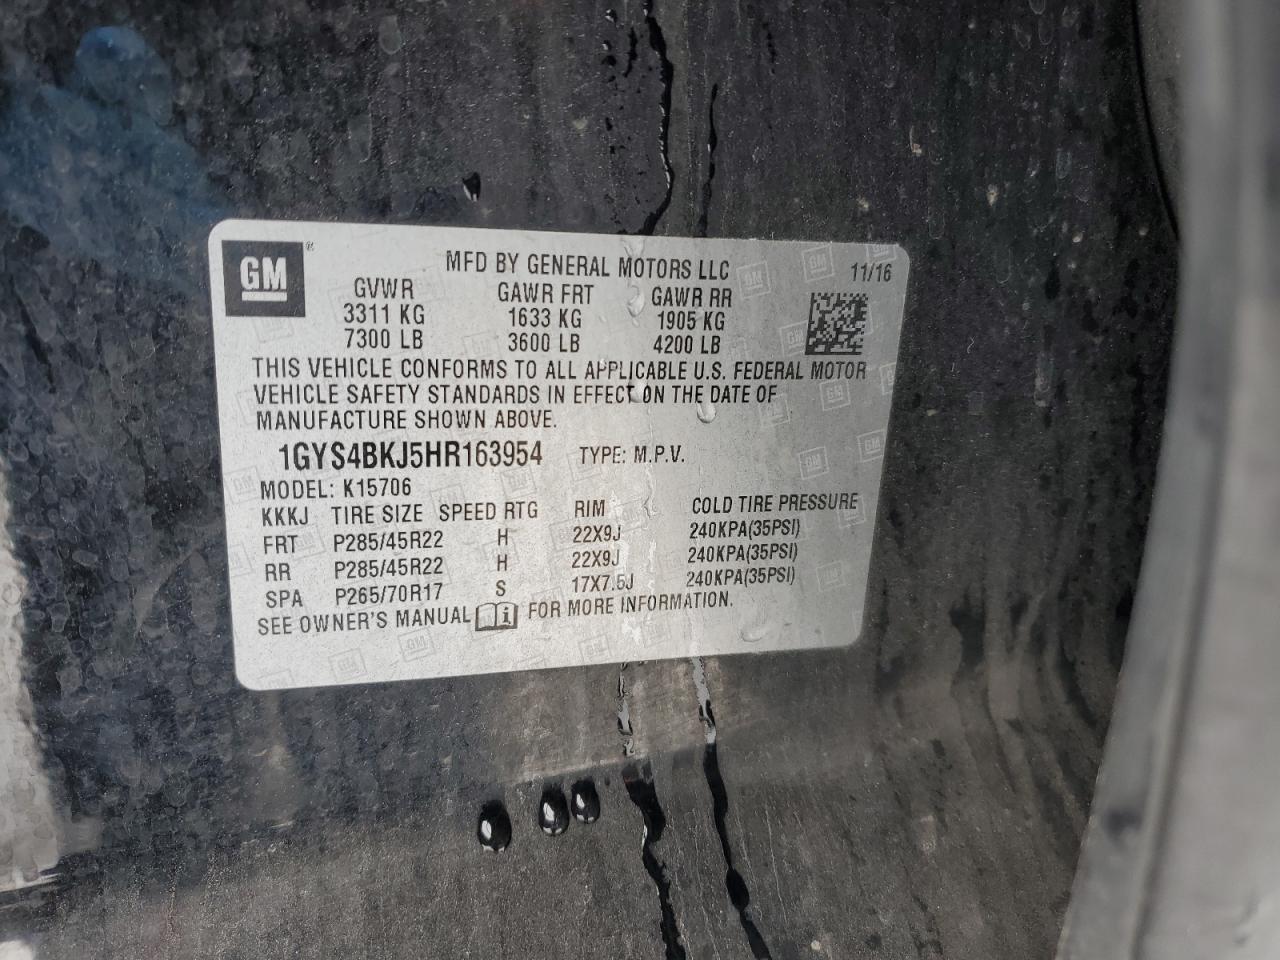 GM ®
MFD BY GENERAL MOTORS LLC 11/16
GVWR GAWR FRT GAWR RR
3311 KG 1633 KG 1905 KG
7300 LB 3600 LB 4200 LB
THIS VEHICLE CONFORMS TO ALL APPLICABLE U.S. FEDERAL MOTOR
VEHICLE SAFETY STANDARDS IN EFFECT ON THE DATE OF
MANUFACTURE SHOWN ABOVE.
1GYS4BKJ5HR163954 TYPE: M.P.V.
MODEL: K15706
KKKJ TIRE SIZE SPEED RTG RIM COLD TIRE PRESSURE
FRT P285/45R22 H 22X9J 240KPA(35PSI)
RR P285/45R22 H 22X9J 240KPA(35PSI)
SPA P265/70R17 S 17X7.5J 240KPA(35PSI)
SEE OWNER'S MANUAL i FOR MORE INFORMATION.